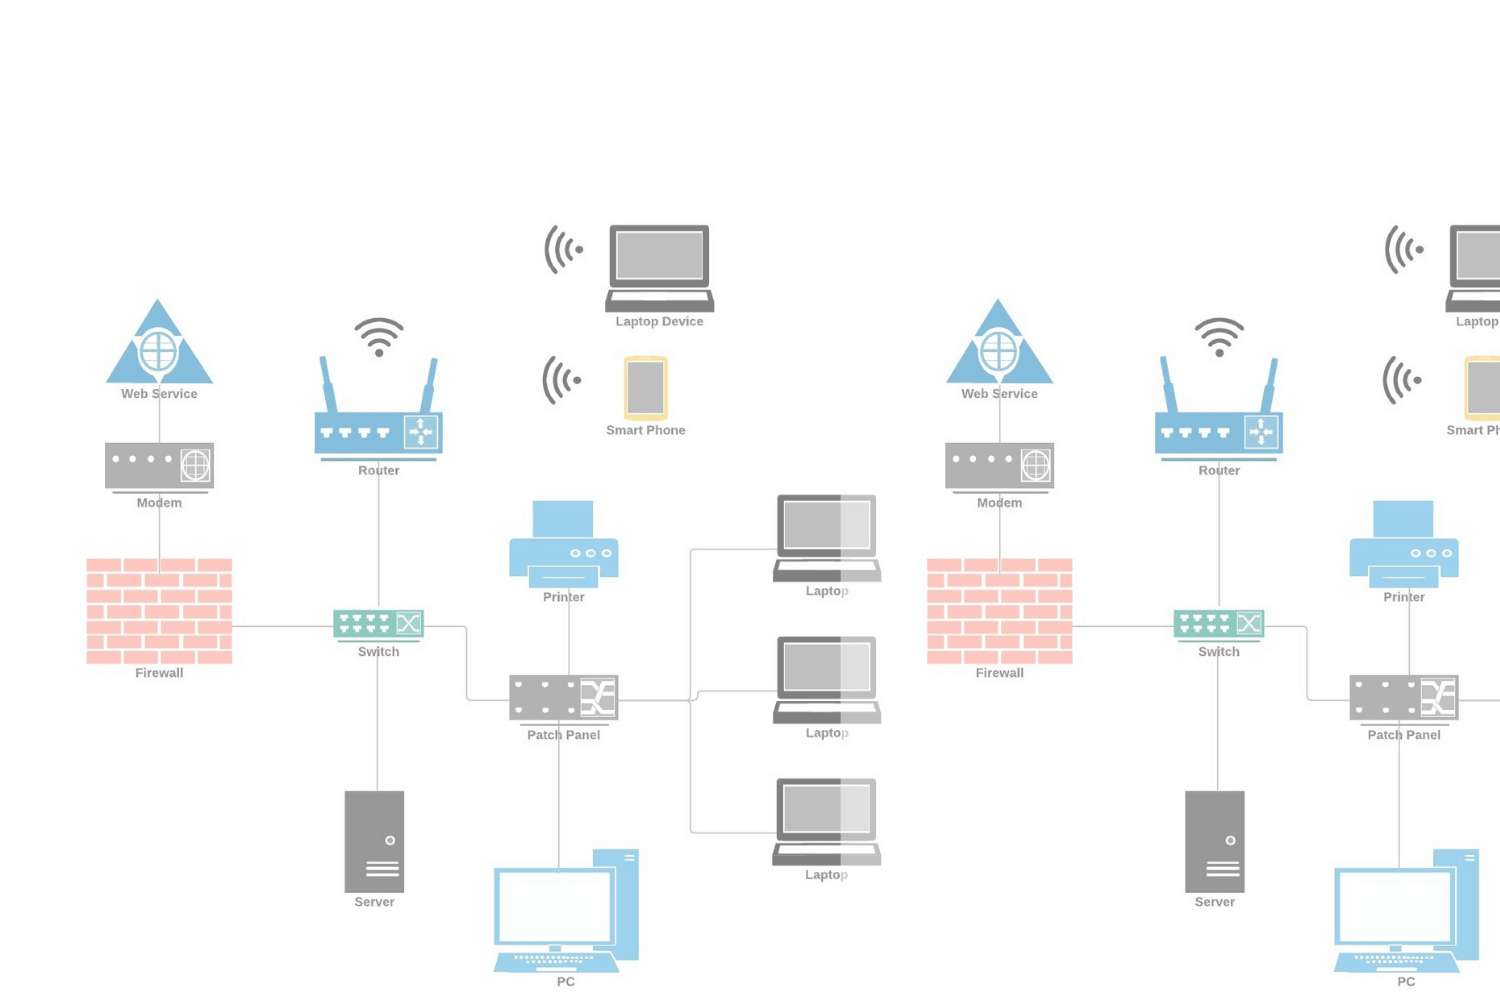 Laptop Device
Laptop
Web Service
Web Service
Smart Phone
Smart Ph
Router
Router
Modem
Modem
Laptop
Printer
Printer
Switch
Switch
Firewall
Firewall
Laptop
Patch Panel
Patch Panel
Laptop
Server
Server
PC
PC